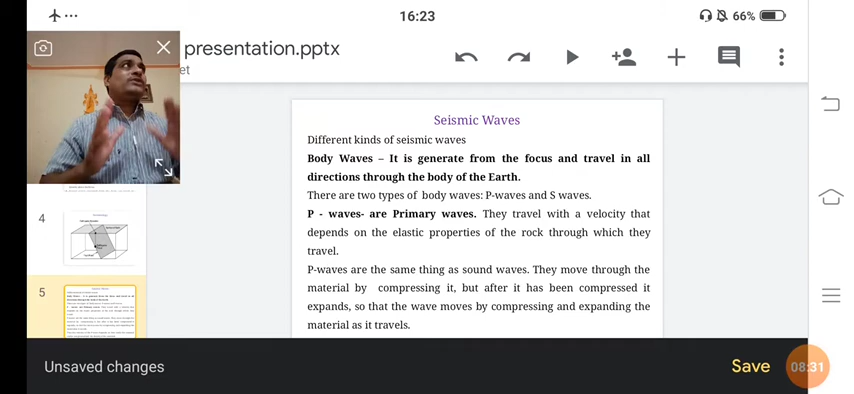 16:23
66%
presentation.pptx
et
Seismic Waves
Different kinds of seismic waves
Body Waves – It is generate from the focus and travel in all
directions through the body of the Earth.
There are two types of body waves: P-waves and S waves.
P - waves- are Primary waves. They travel with a velocity that
depends on the elastic properties of the rock through which they
travel.
P-waves are the same thing as sound waves. They move through the
material by compressing it, but after it has been compressed it
expands, so that the wave moves by compressing and expanding the
material as it travels.
4
5
Unsaved changes
Save
08:31